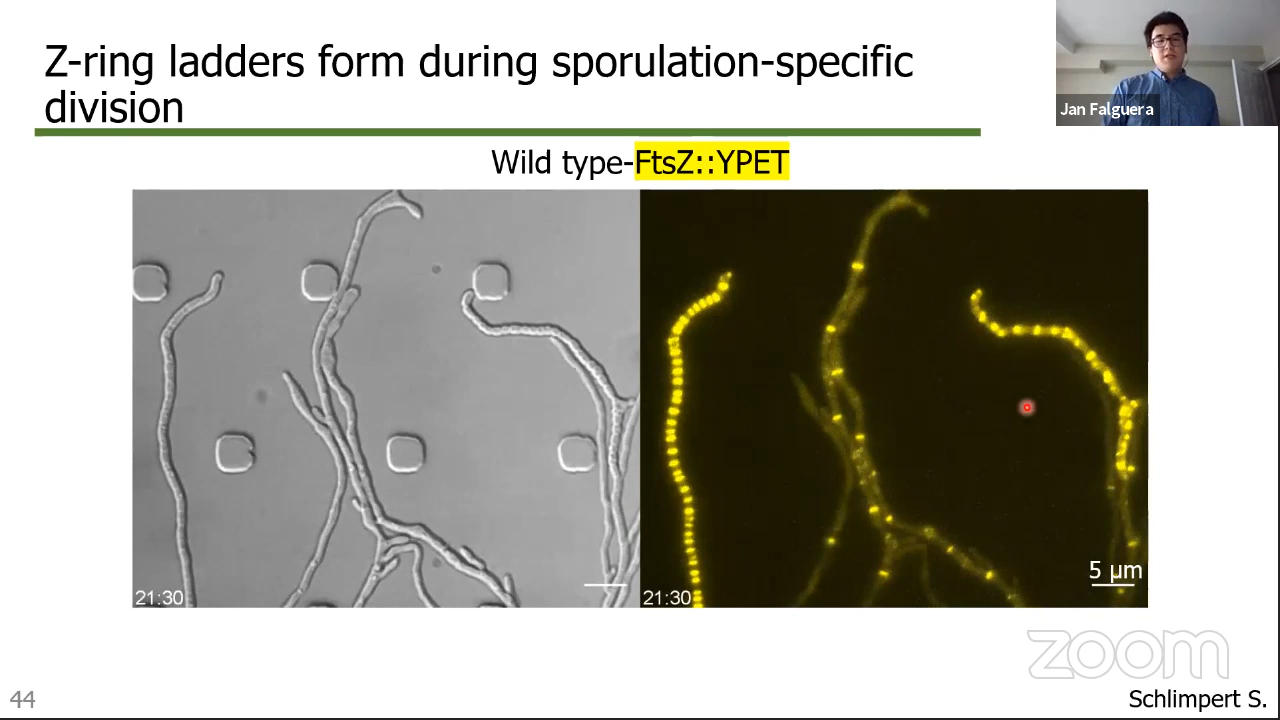 Z-ring ladders form during sporulation-specific
division
Jan Falguera
Wild type-FtsZ::YPET
21:30
21:30
5 µm
zoom
44
Schlimpert S.